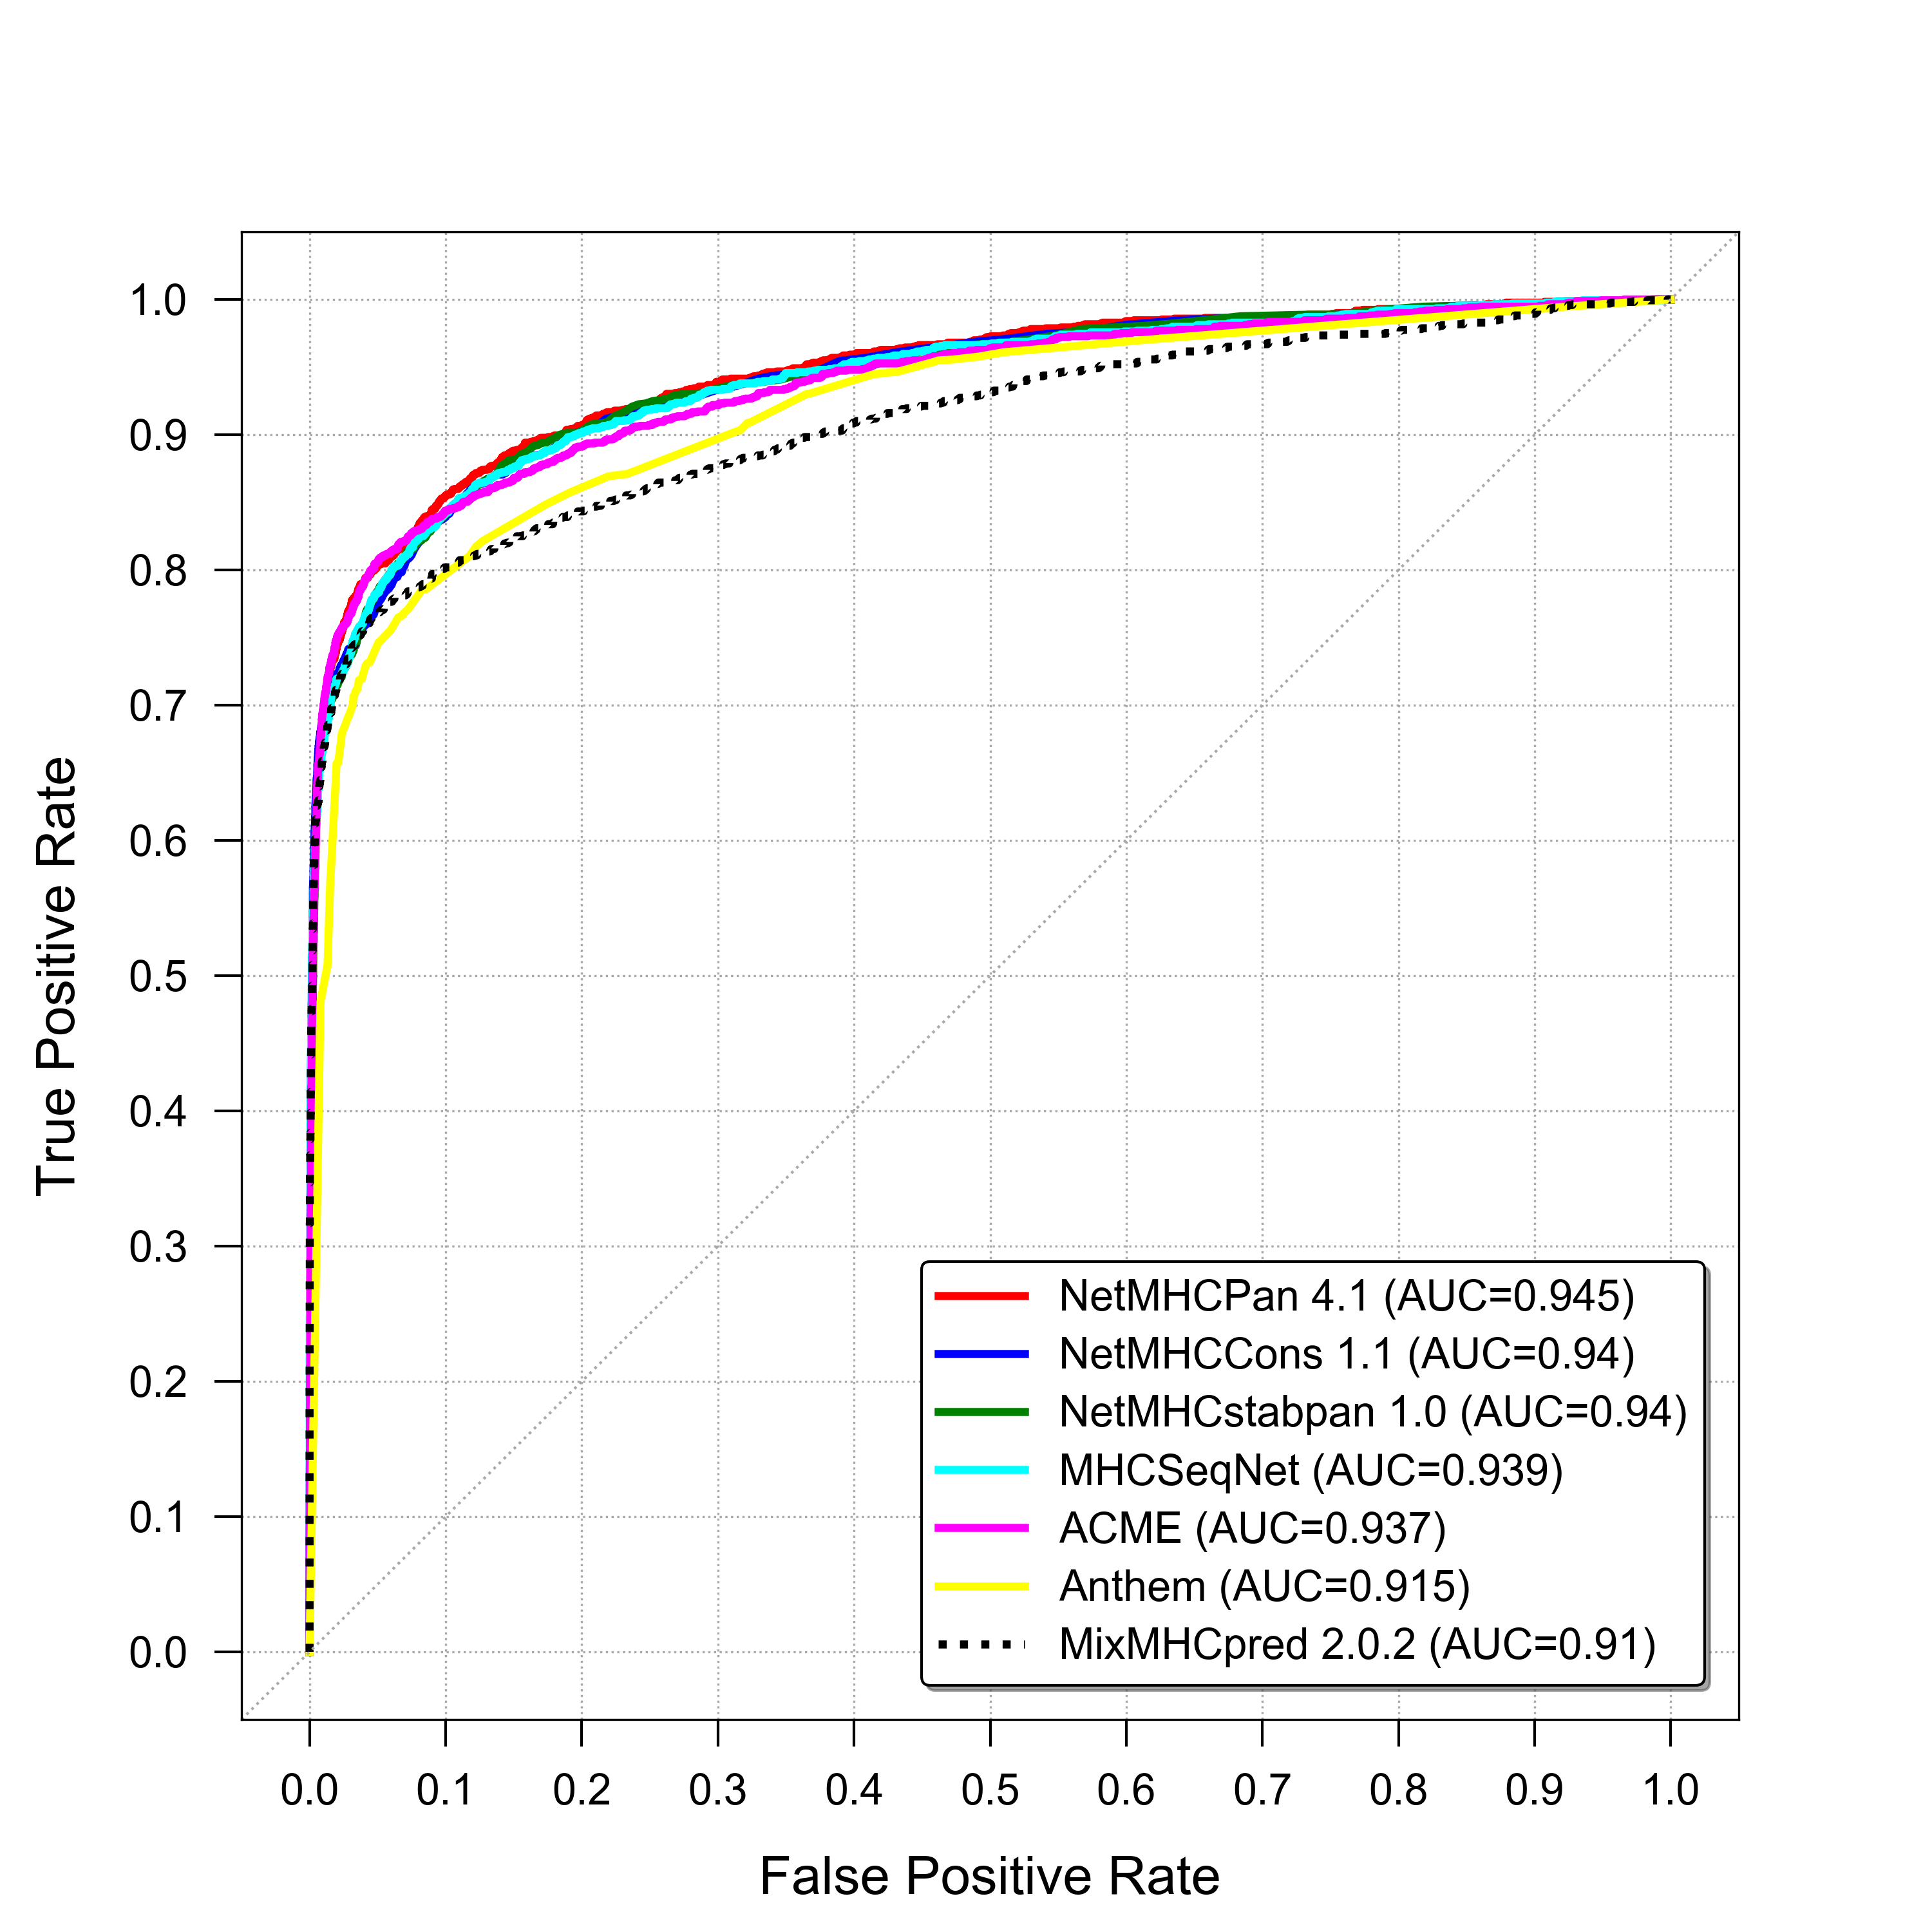 1.0
0.9
0.8
0.7
0.6
0.5
0.4
0.3
0.2
0.1
0.0
True Positive Rate
NetMHCPan 4.1 (AUC=0.945)
NetMHCCons 1.1 (AUC=0.94)
NetMHCstabpan 1.0 (AUC=0.94)
MHCSeqNet (AUC=0.939)
ACME (AUC=0.937)
Anthem (AUC=0.915)
MixMHCpred 2.0.2 (AUC=0.91)
0.0 0.1 0.2 0.3 0.4 0.5 0.6 0.7 0.8 0.9 1.0
False Positive Rate